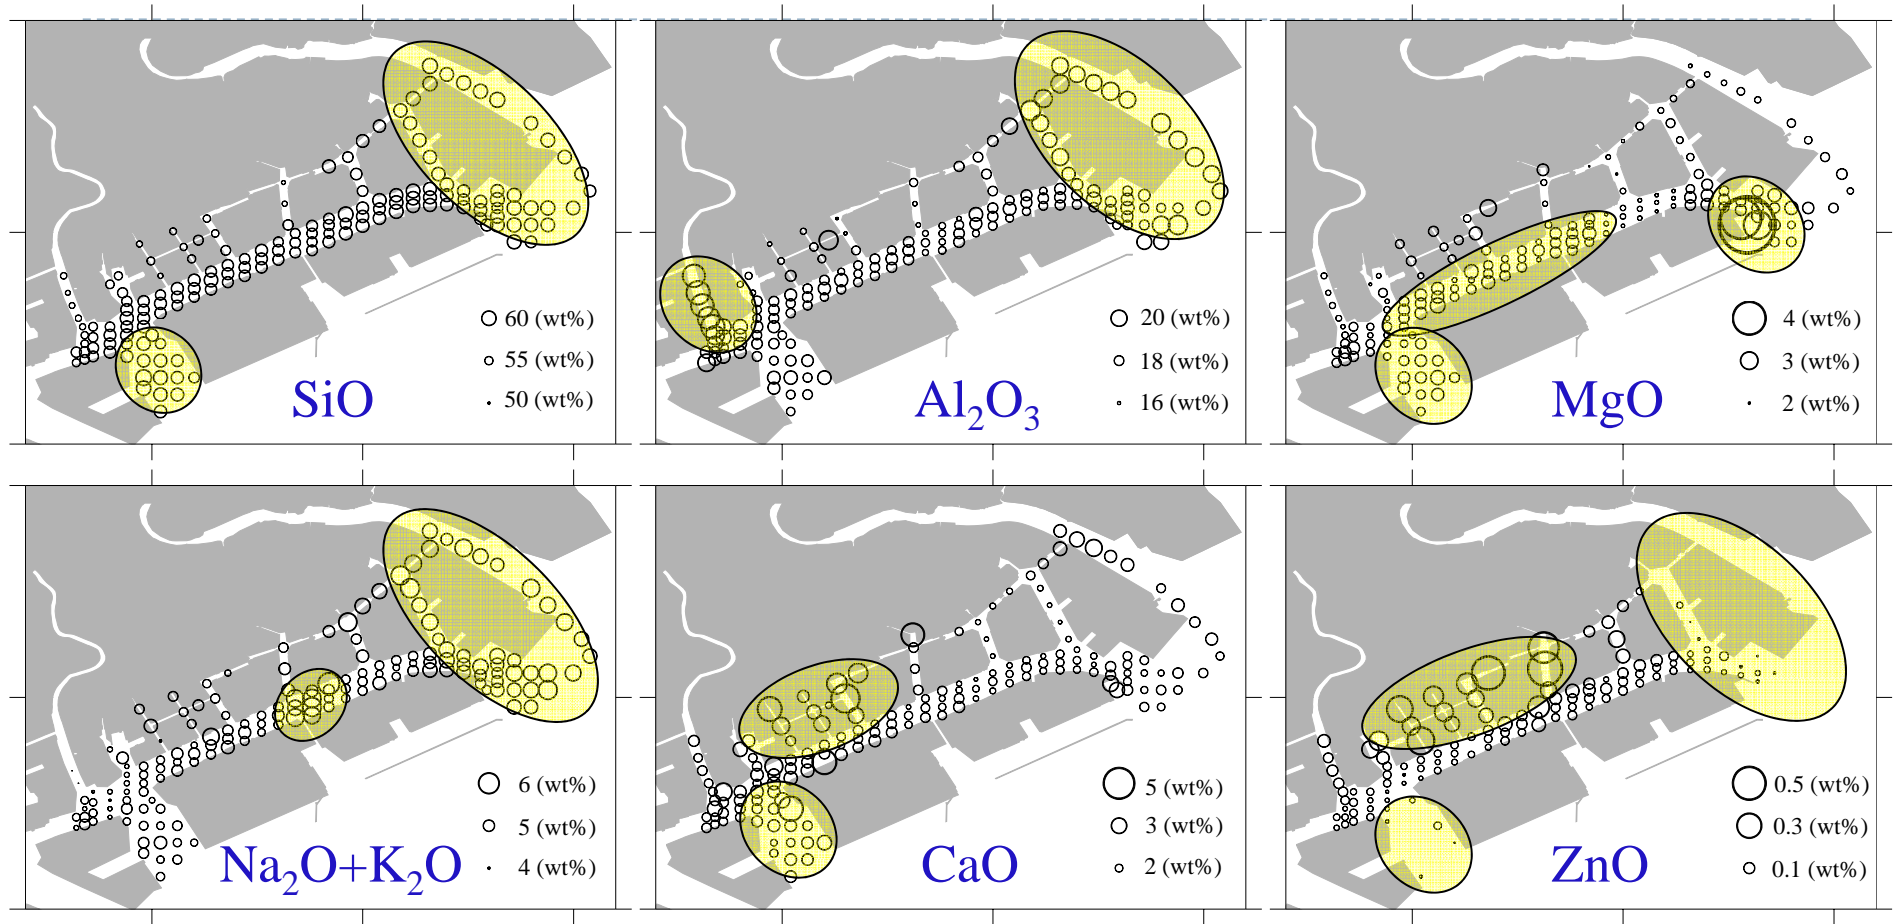 60 (wt%)
55 (wt%)
50 (wt%)
SiO
20 (wt%)
18 (wt%)
16 (wt%)
Al₂O₃
4 (wt%)
3 (wt%)
2 (wt%)
MgO
6 (wt%)
5 (wt%)
4 (wt%)
Na₂O+K₂O
5 (wt%)
3 (wt%)
2 (wt%)
CaO
0.5 (wt%)
0.3 (wt%)
0.1 (wt%)
ZnO